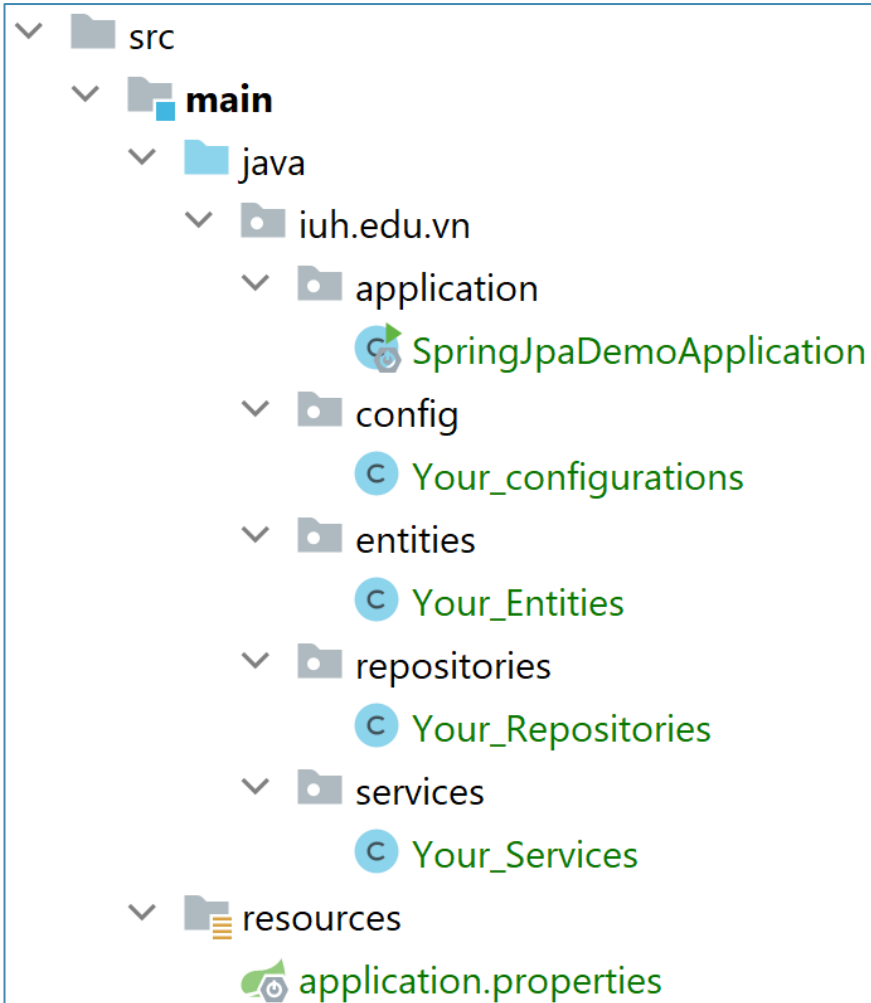 src
main
java
iuh.edu.vn
application
SpringJpaDemoApplication
config
Your_configurations
entities
Your_Entities
repositories
Your_Repositories
services
Your_Services
resources
application.properties